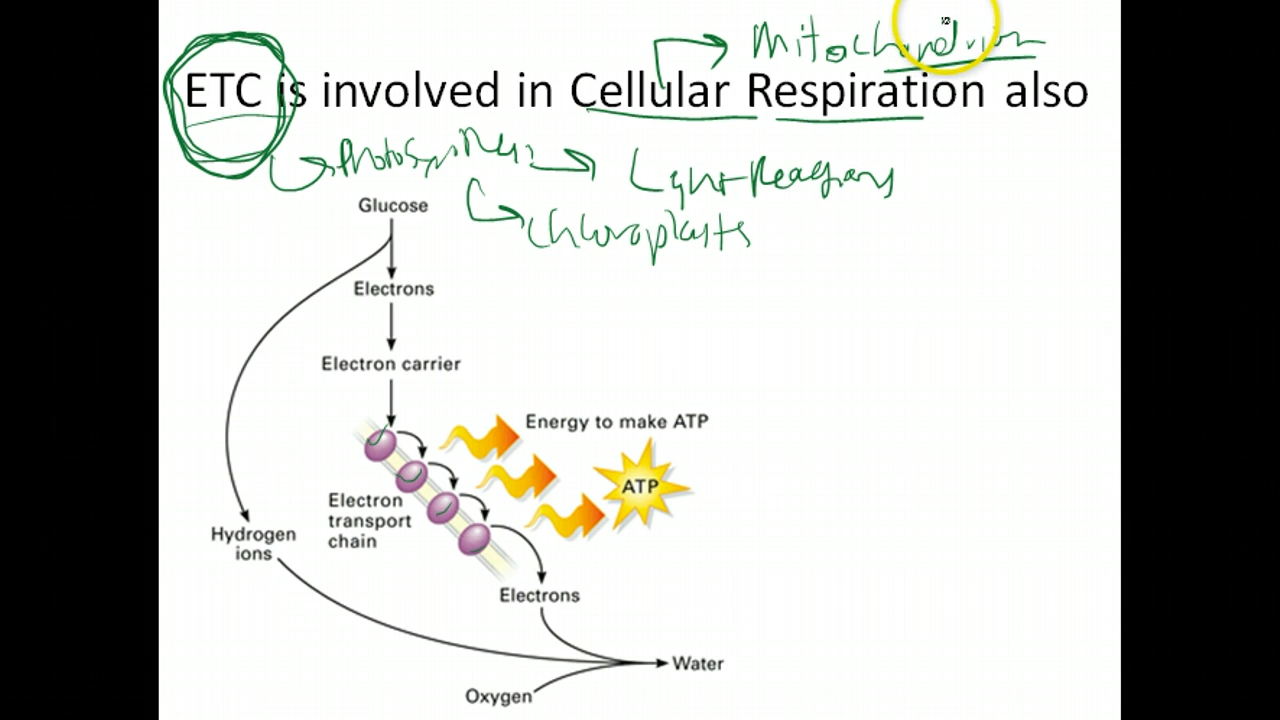 Mitochondrion
ETC is involved in Cellular Respiration also
Photosynthesis
Light Reactions
Chloroplasts
Glucose
Electrons
Electron carrier
Energy to make ATP
ATP
Electron
transport
chain
Hydrogen
ions
Electrons
Water
Oxygen